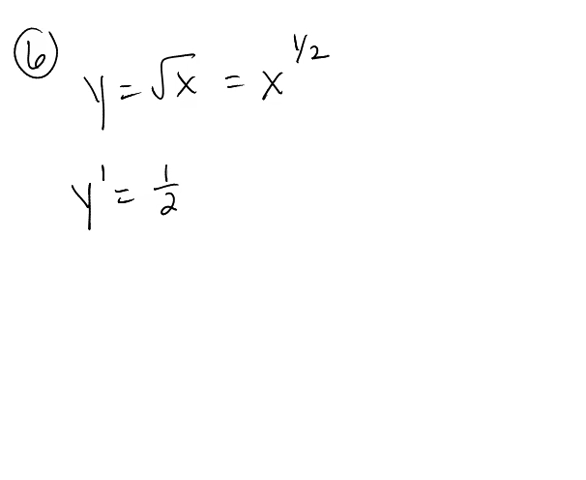 ⑥ y = √x = x^{1/2}
y' = 1/2